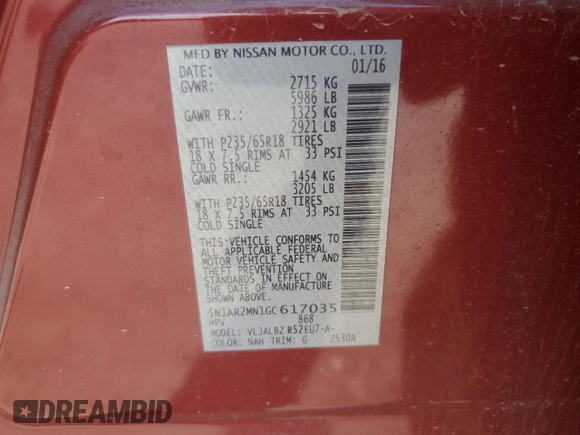 MFD BY NISSAN MOTOR CO., LTD.
DATE: 01/16
GVWR: 2715 KG
5986 LB
GAWR FR.: 1325 KG
2921 LB
WITH P235/65R18 TIRES
18 X 7.5 RIMS AT 33 PSI
COLD SINGLE
GAWR RR.: 1454 KG
3205 LB
WITH P235/65R18 TIRES
18 X 7.5 RIMS AT 33 PSI
COLD SINGLE
THIS VEHICLE CONFORMS TO
ALL APPLICABLE FEDERAL
MOTOR VEHICLE SAFETY AND
THEFT PREVENTION
STANDARDS IN EFFECT ON THE
DATE OF MANUFACTURE SHOWN
ABOVE.
5N1AR2MN1GC617035
MPV 868
MODEL: VLJALBZ R52EU7-A-
COLOR: NAH TRIM: G Z530A
DREAMBID